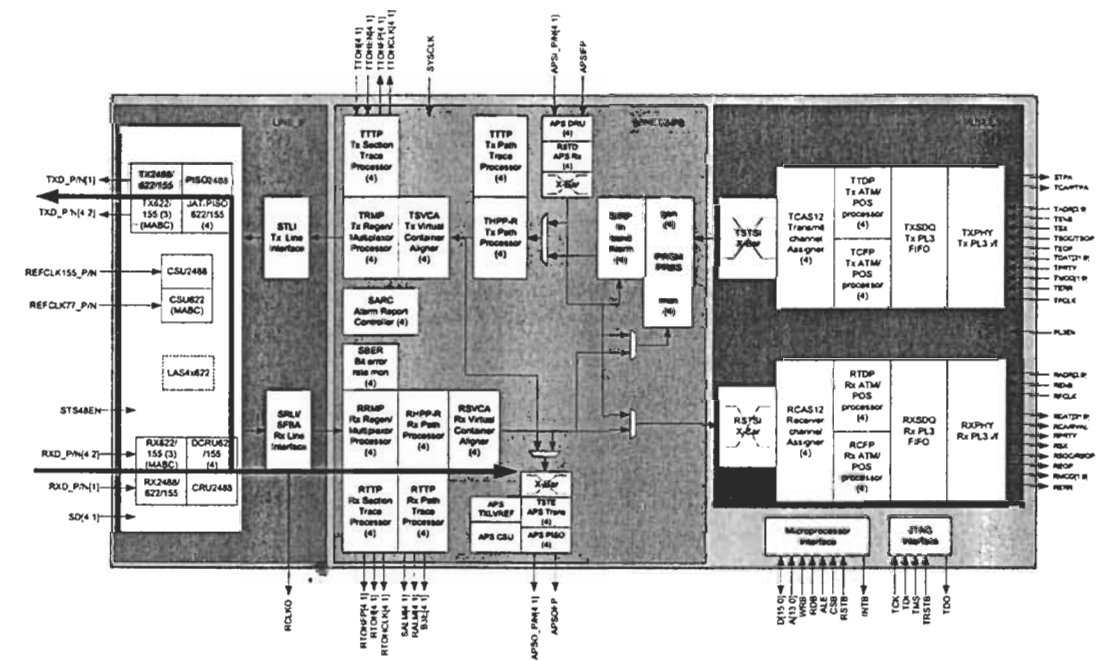 TTOH[4 1]
TTOHEN[4 1]
TTOHFP[4 1]
TTOHCLK[4 1]
SYSCLK
APSI_P/N[4 1]
APSIFP
TXD_P/N[1]
TXD_P/N[4 2]
REFCLK155_P/N
REFCLK77_P/N
STS48EN
RXD_P/N[4 2]
RXD_P/N[1]
SD[4 1]
TX2488/
622/155
PISO2488
TX622/
155 (3)
(MABC)
JAT/PISO
622/155
(4)
CSU2488
CSU622
(MABC)
LAS4x622
RX622/
155 (3)
(MABC)
DCRU62
/155
(4)
RX2488/
622/155
CRU2488
STLI
Tx Line
Interface
SRLI/
SFBA
Rx Line
Interface
TTTP
Tx Section
Trace
Processor
(4)
TTTP
Tx Path
Trace
Processor
(4)
APS DRU
(4)
RSTD
APS Rx
(4)
X-Bar
TRMP
Tx Regen/
Multiplexor
Processor
(4)
TSVCA
Tx Virtual
Container
Aligner
(4)
THPP-R
Tx Path
Processor
(4)
PRGM
PRBS
SARC
Alarm Report
Controller (4)
SBER
Bit error
rate mon
(4)
RRMP
Rx Regen/
Multiplexor
Processor
(4)
RHPP-R
Rx Path
Processor
(4)
RSVCA
Rx Virtual
Container
Aligner
(4)
RTTP
Rx Section
Trace
Processor
(4)
RTTP
Rx Path
Trace
Processor
(4)
X-Bar
APS
TXLVREF
TSTE
APS Trans
(4)
APS CSU
APS PISO
(4)
TSTSI
X-Bar
TCAS12
Transmit
channel
Assigner
(4)
TTDP
Tx ATM/
POS
processor
(4)
TCFP
Tx ATM/
POS
processor
(4)
TXSDQ
Tx PL3
FIFO
TXPHY
Tx PL3 I/f
RSTSI
X-Bar
RCAS12
Receiver
channel
Assigner
(4)
RTDP
Rx ATM/
POS
processor
(4)
RCFP
Rx ATM/
POS
processor
(4)
RXSDQ
Rx PL3
FIFO
RXPHY
Rx PL3 I/f
Microprocessor
Interface
JTAG
Interface
STPA
TENB
TSX
TEOP
TPRTY
TERR
TFCLK
PL3EN
RENB
RFCLK
RPRTY
RSX
REOP
RERR
RCLKO
RTOHFP[4 1]
RTOH[4 1]
RTOHCLK[4 1]
SALM[4 1]
RALM[4 1]
B3E[4 1]
APSO_P/N[4 1]
APSOFP
D[15:0]
A[13:0]
WRB
RDB
ALE
CSB
RSTB
INTB
TCK
TDI
TMS
TRSTB
TDO